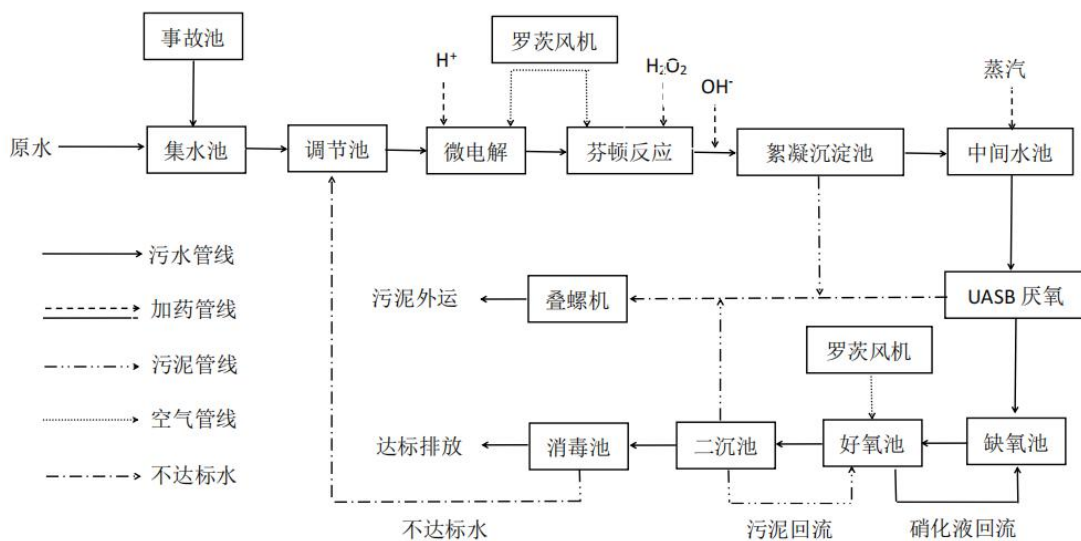 事故池
罗茨风机
H⁺
H₂O₂
OH⁻
蒸汽
原水
集水池
调节池
微电解
芬顿反应
絮凝沉淀池
中间水池
污水管线
加药管线
污泥管线
空气管线
不达标水
污泥外运
叠螺机
UASB 厌氧
罗茨风机
达标排放
消毒池
二沉池
好氧池
缺氧池
不达标水
污泥回流
硝化液回流